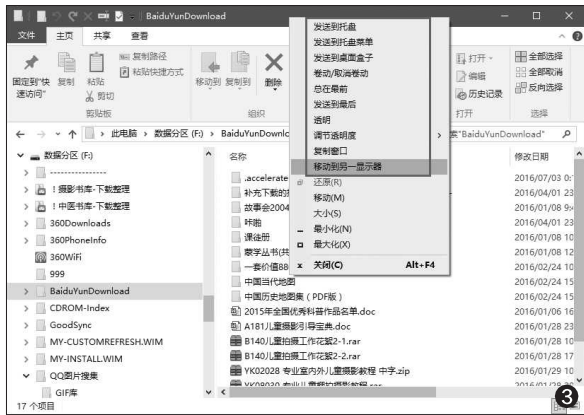 BaiduYunDownload
文件 主页 共享 查看
固定到"快速访问"
复制
粘贴
复制路径
粘贴快捷方式
剪切
剪贴板
移动到 复制到 删除
组织
打开
编辑
历史记录
打开
全部选择
全部取消
反向选择
选择
此电脑 > 数据分区 (F:) > BaiduYunDownlo
"BaiduYunDownload"
发送到托盘
发送到托盘菜单
发送到桌面盒子
卷动/取消卷动
总在最前
发送到最后
透明
调节透明度
复制窗口
移动到另一显示器
还原(R)
移动(M)
大小(S)
最小化(N)
最大化(X)
关闭(C) Alt+F4
数据分区 (F:)
----------------
！摄影书库-下载整理
！中医书库-下载整理
360Downloads
360PhoneInfo
360WiFi
999
BaiduYunDownload
CDROM-Index
GoodSync
MY-CUSTOMREFRESH.WIM
MY-INSTALL.WIM
QQ图片搜集
GIF库
名称
修改日期
.accelerate 2016/07/03 0:
补充下载的 2016/04/01 23
故事会2004 2016/01/08 9:
咔啪 2016/04/01 23
课徒册 2016/01/08 10
蒙学丛书(共 2016/01/08 12
一套价值88 2016/02/24 10
中国当代地图 2016/02/24 15
中国历史地图集（PDF版） 2016/02/24 15
2015年全国优秀科普作品名单.doc 2016/01/06 16
A181儿童摄影引导宝典.doc 2016/01/28 23
B140儿童拍摄工作花絮2-1.rar 2016/01/28 10
B140儿童拍摄工作花絮2-2.rar 2016/01/28 17
YK02028 专业室内外儿童摄影教程 中字.zip 2016/01/29 10
17 个项目
3